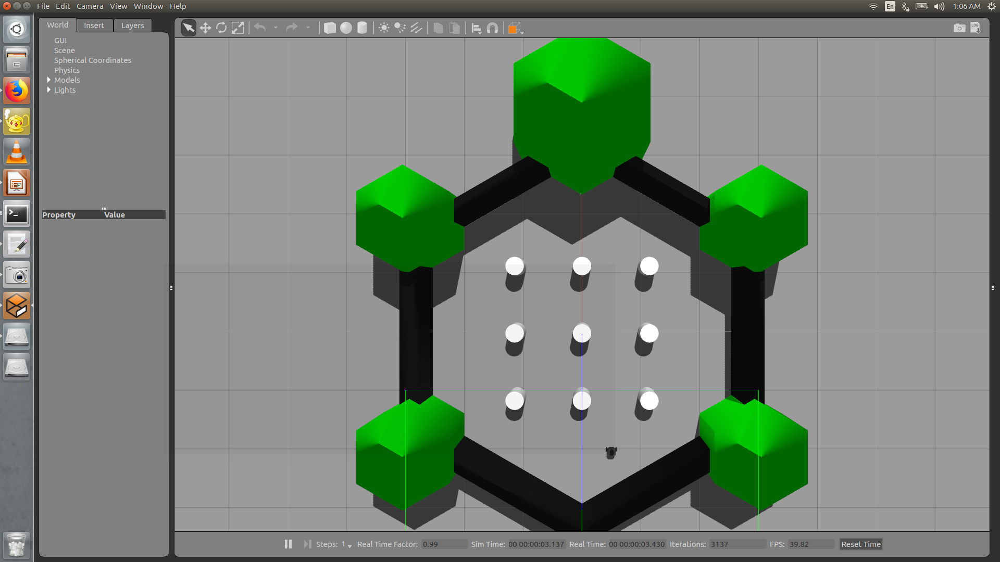 File Edit Camera View Window Help
En
1:06 AM
World Insert Layers
LOG
GUI
Scene
Spherical Coordinates
Physics
Models
Lights
Property Value
Steps: 1 Real Time Factor: 0.99 Sim Time: 00 00:00:03.137 Real Time: 00 00:00:03.430 Iterations: 3137 FPS: 39.82 Reset Time